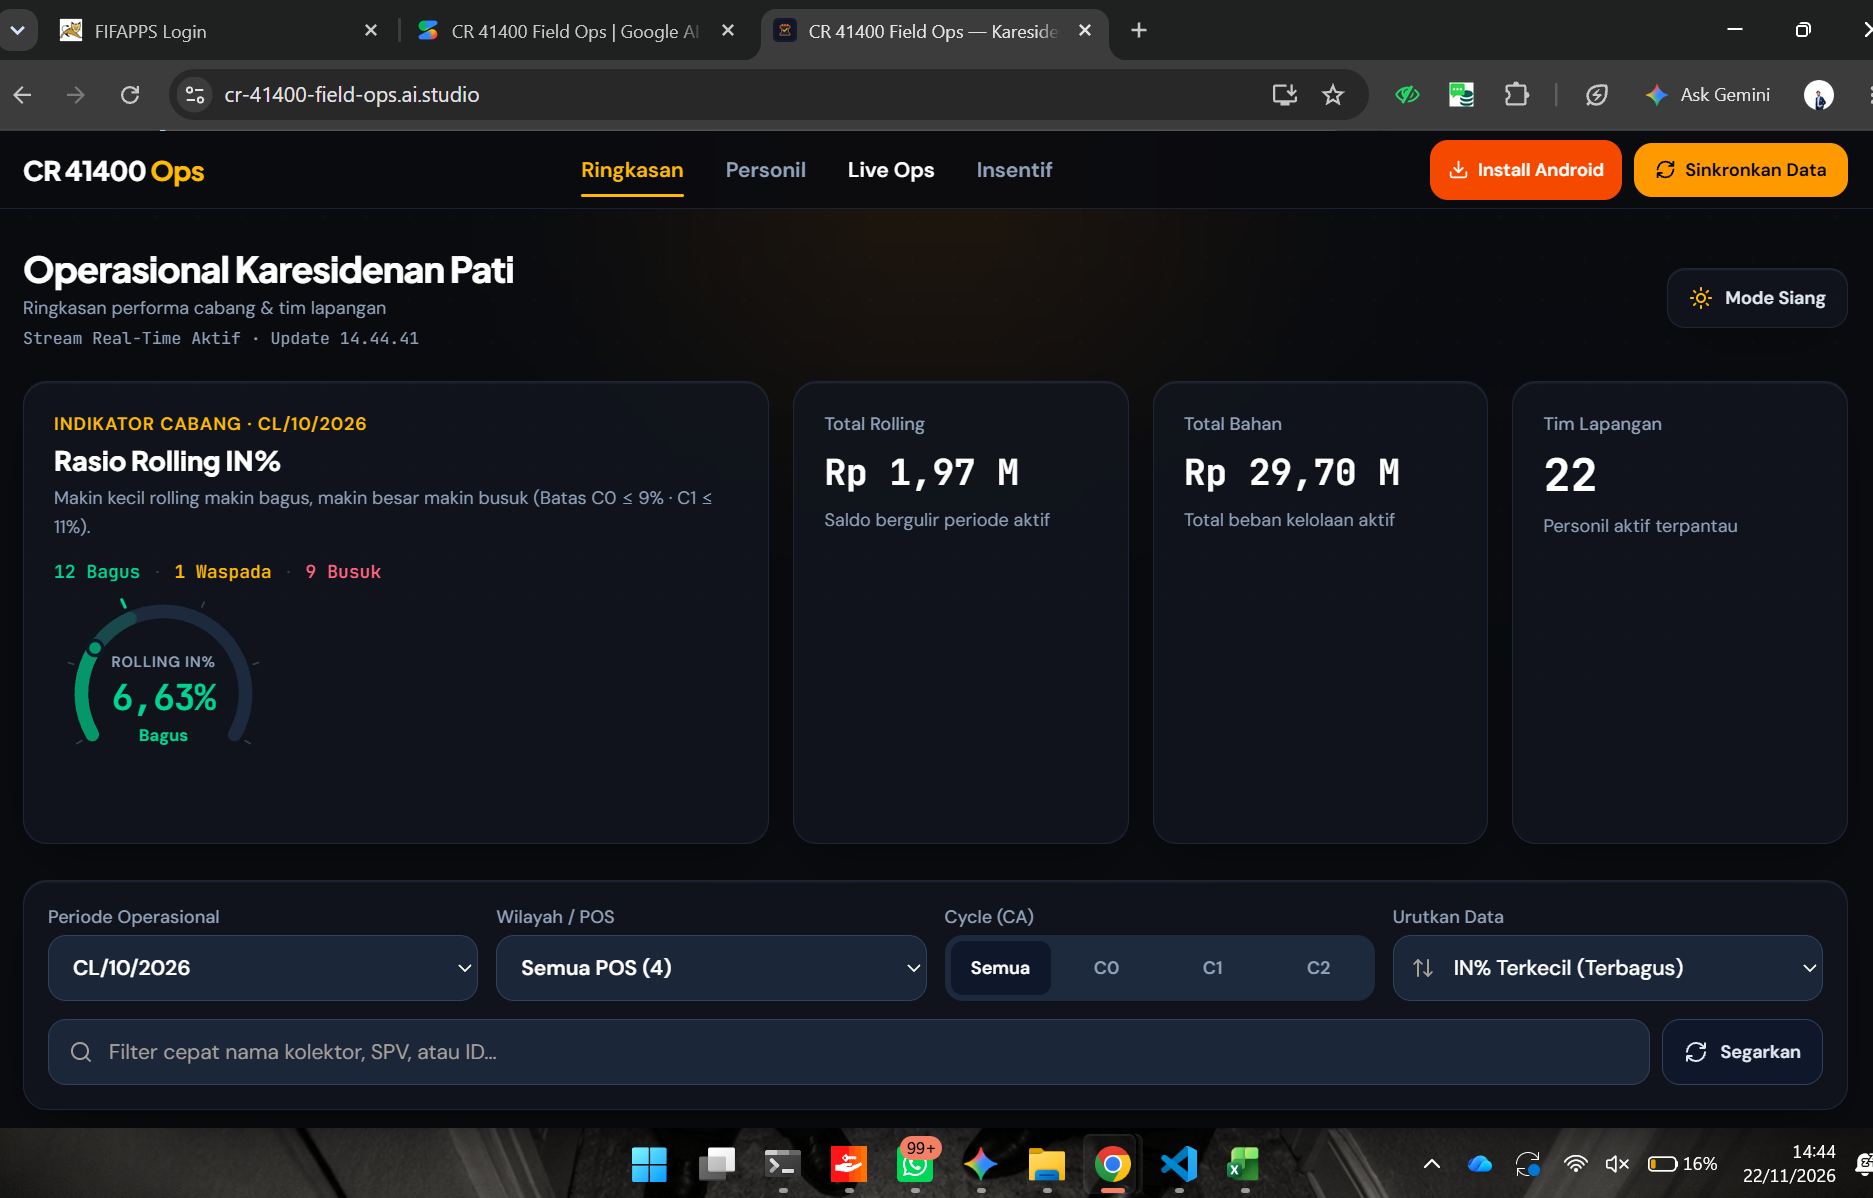 FIFAPPS Login
CR 41400 Field Ops | Google AI
CR 41400 Field Ops — Kareside
cr-41400-field-ops.ai.studio
Ask Gemini
CR 41400 Ops
Ringkasan
Personil
Live Ops
Insentif
Install Android
Sinkronkan Data
Operasional Karesidenan Pati
Ringkasan performa cabang & tim lapangan
Stream Real-Time Aktif · Update 14.44.41
Mode Siang
INDIKATOR CABANG · CL/10/2026
Rasio Rolling IN%
Makin kecil rolling makin bagus, makin besar makin busuk (Batas C0 ≤ 9% · C1 ≤
11%).
12 Bagus · 1 Waspada · 9 Busuk
ROLLING IN%
6,63%
Bagus
Total Rolling
Rp 1,97 M
Saldo bergulir periode aktif
Total Bahan
Rp 29,70 M
Total beban kelolaan aktif
Tim Lapangan
22
Personil aktif terpantau
Periode Operasional
CL/10/2026
Wilayah / POS
Semua POS (4)
Cycle (CA)
Semua
C0
C1
C2
Urutkan Data
IN% Terkecil (Terbagus)
Filter cepat nama kolektor, SPV, atau ID...
Segarkan
99+
16%
14:44
22/11/2026